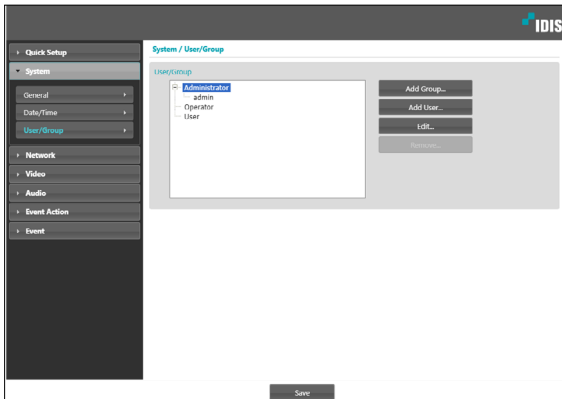 IDIS
Quick Setup
System
General
Date/Time
User/Group
Network
Video
Audio
Event Action
Event
System / User/Group
User/Group
Administrator
admin
Operator
User
Add Group...
Add User...
Edit...
Remove...
Save